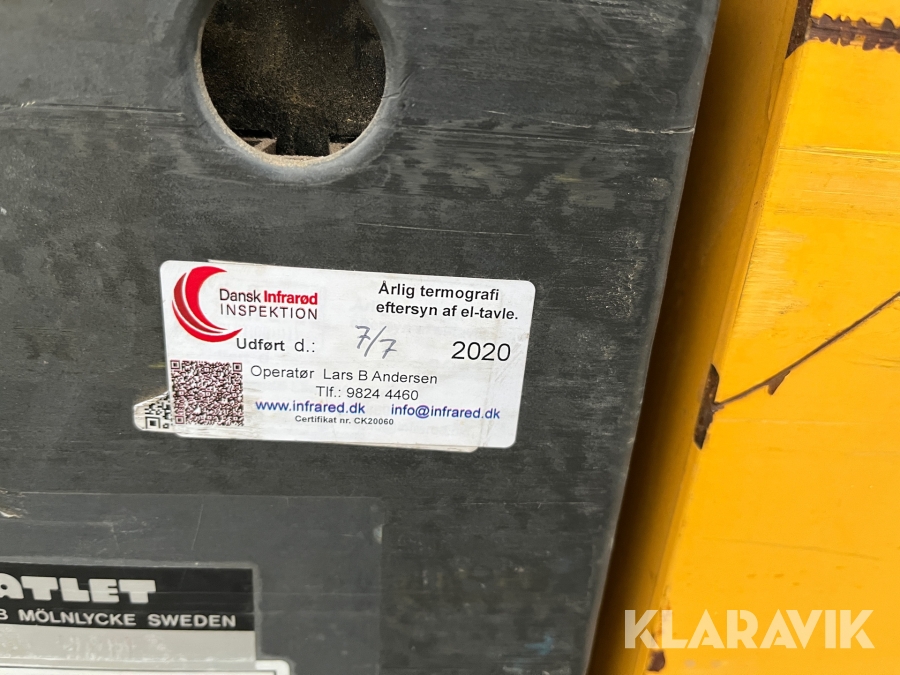 Dansk Infrarød
INSPEKTION
Årlig termografi
eftersyn af el-tavle.
Udført d.: 7/7 2020
Operatør Lars B Andersen
Tlf.: 9824 4460
www.infrared.dk info@infrared.dk
Certifikat nr. CK20060
ATLET
B MÖLNLYCKE SWEDEN
KLARAVIK